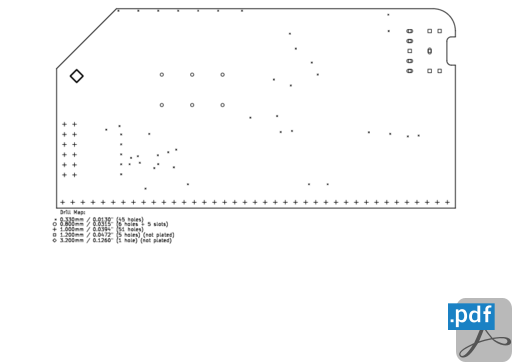 Drill Map:
0.330mm / 0.0130" (45 holes)
0.800mm / 0.0315" (6 holes + 5 slots)
1.000mm / 0.0394" (51 holes)
1.200mm / 0.0472" (5 holes) (not plated)
3.200mm / 0.1260" (1 hole) (not plated)
.pdf